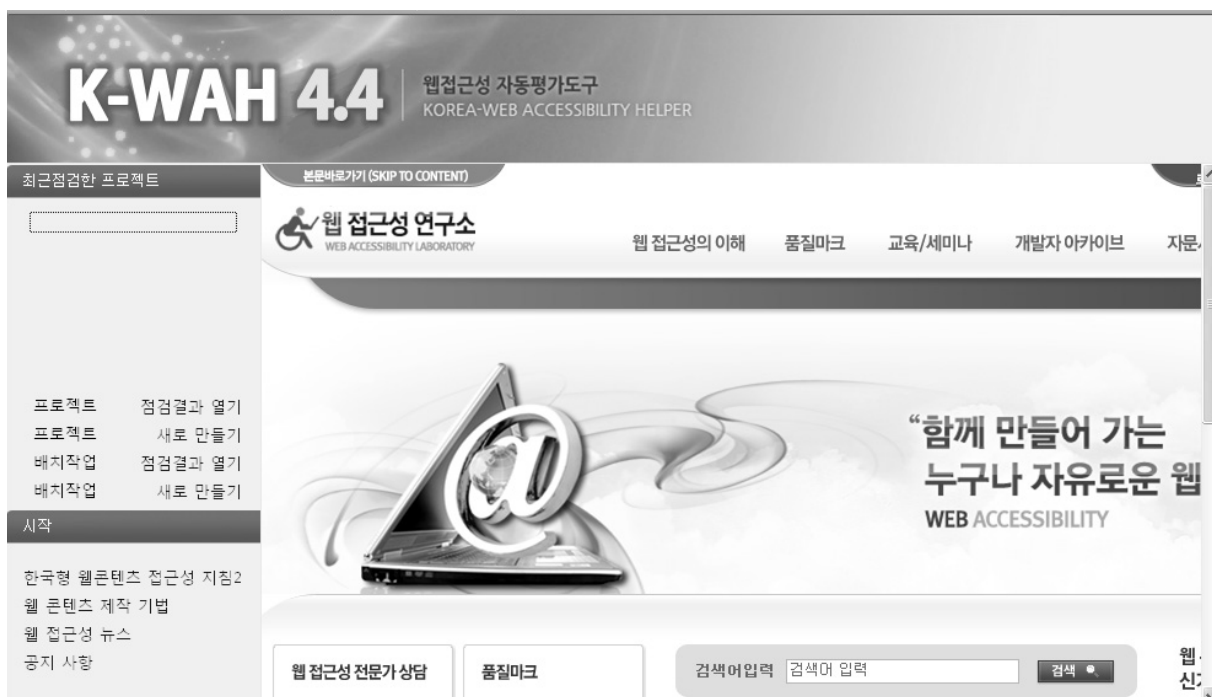 K-WAH 4.4
웹접근성 자동평가도구
KOREA-WEB ACCESSIBILITY HELPER
최근점검한 프로젝트
프로젝트 점검결과 열기
프로젝트 새로 만들기
배치작업 점검결과 열기
배치작업 새로 만들기
시작
한국형 웹콘텐츠 접근성 지침2
웹 콘텐츠 제작 기법
웹 접근성 뉴스
공지 사항
본문바로가기 (SKIP TO CONTENT)
웹 접근성 연구소
WEB ACCESSIBILITY LABORATORY
웹 접근성의 이해 품질마크 교육/세미나 개발자 아카이브 자문
“함께 만들어 가는
누구나 자유로운 웹
WEB ACCESSIBILITY
웹 접근성 전문가 상담 품질마크
검색어입력 검색어 입력 검색
웹